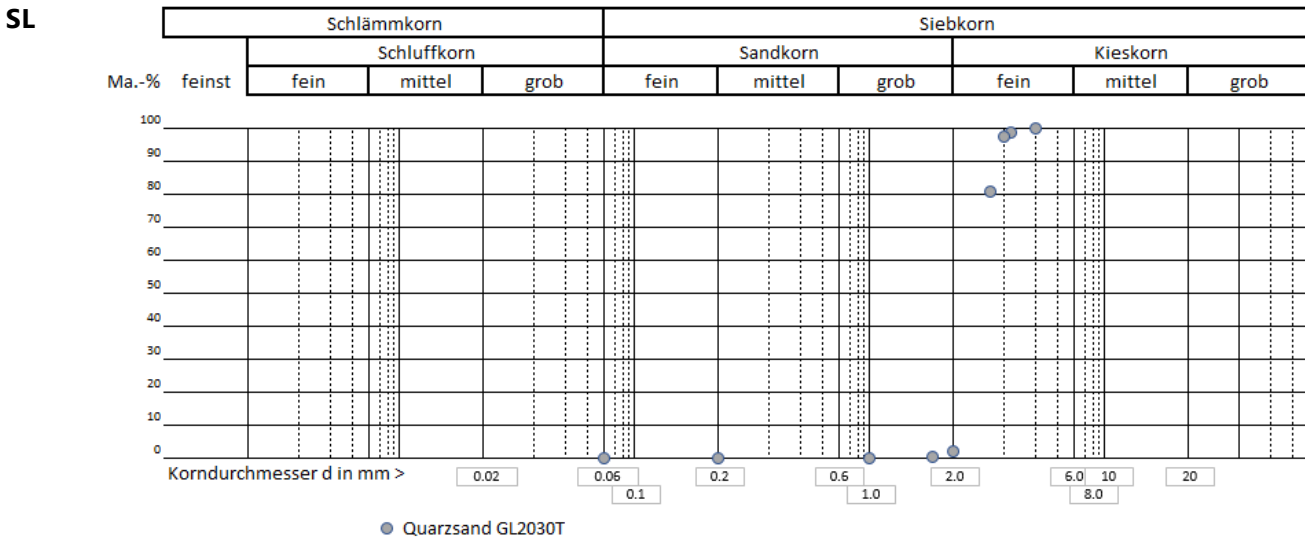 SL
Schlämmkorn Siebkorn
Schluffkorn Sandkorn Kieskorn
Ma.-% feinst fein mittel grob fein mittel grob fein mittel grob
100
90
80
70
60
50
40
30
20
10
0
Korndurchmesser d in mm > 0.02 0.06 0.2 0.6 2.0 6.0 10 20
0.1 1.0 8.0
Quarzsand GL2030T